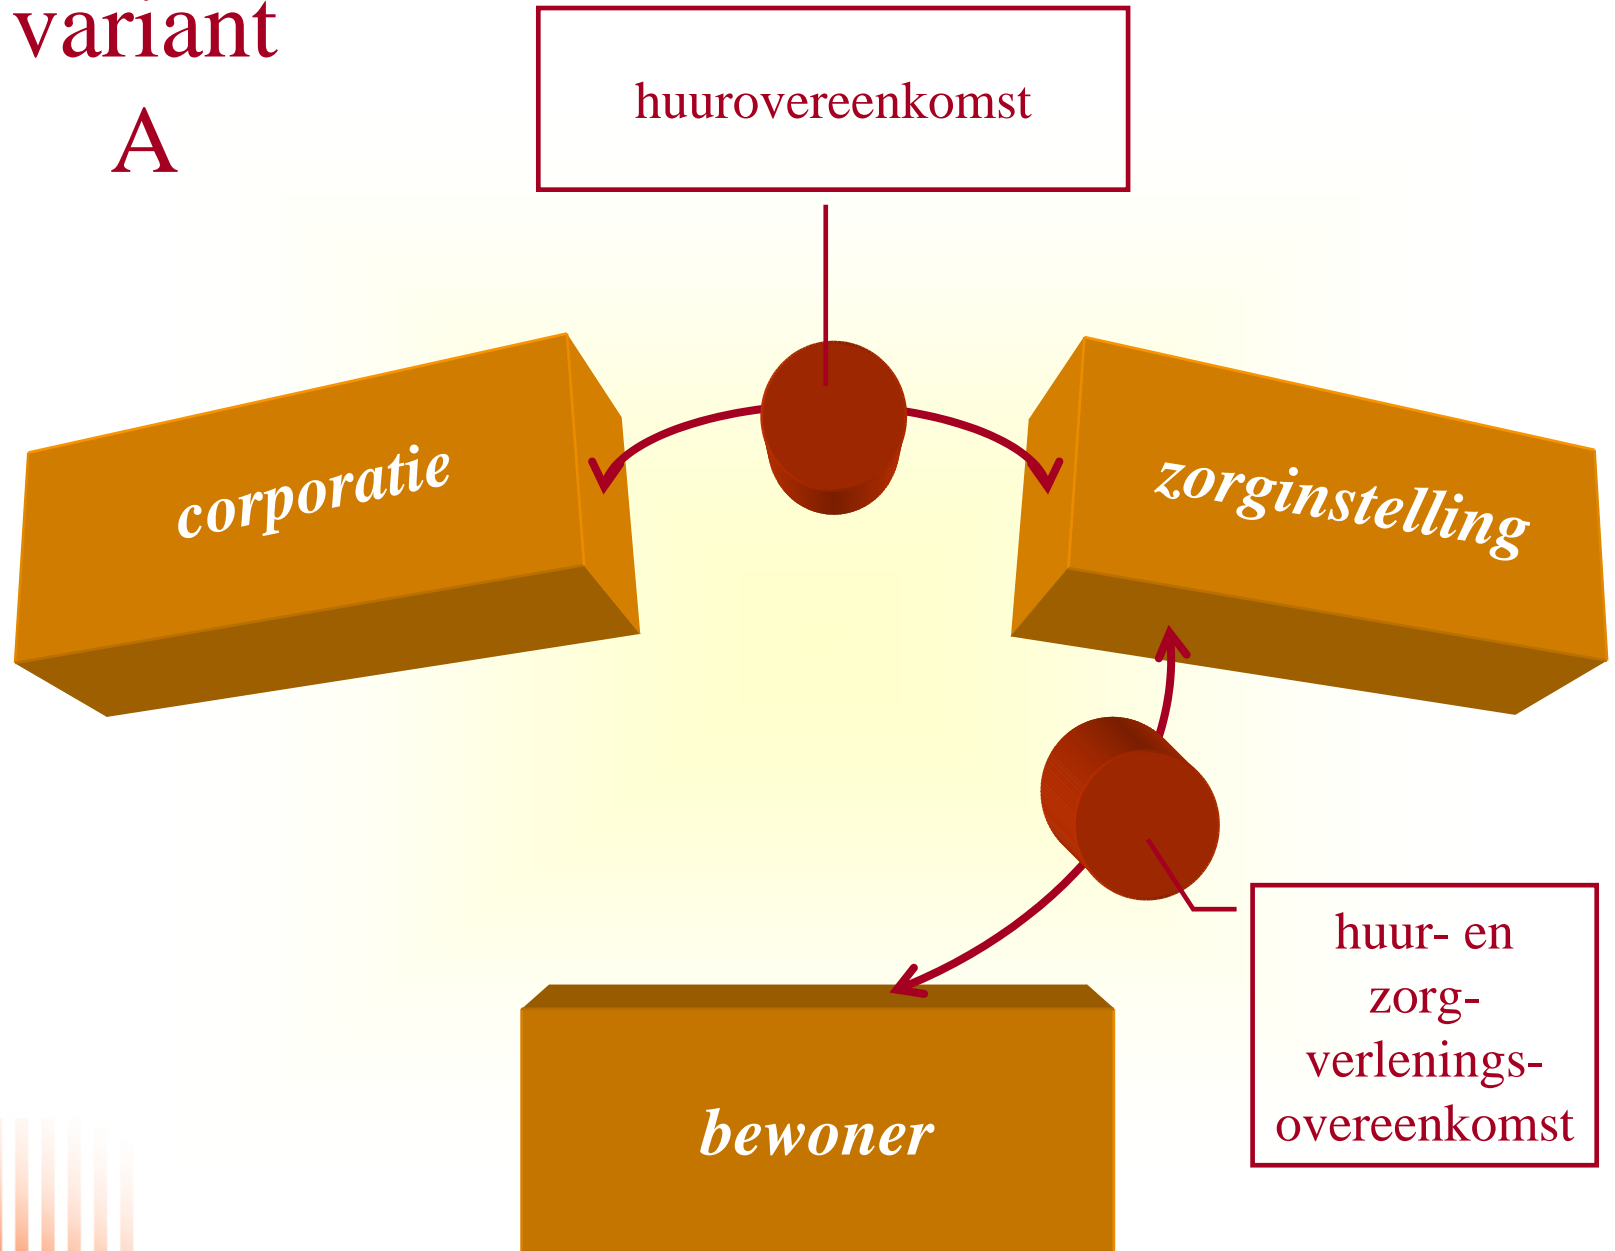 variant
A
huurovereenkomst
corporatie
zorginstelling
huur- en
zorg-
verlenings-
overeenkomst
bewoner